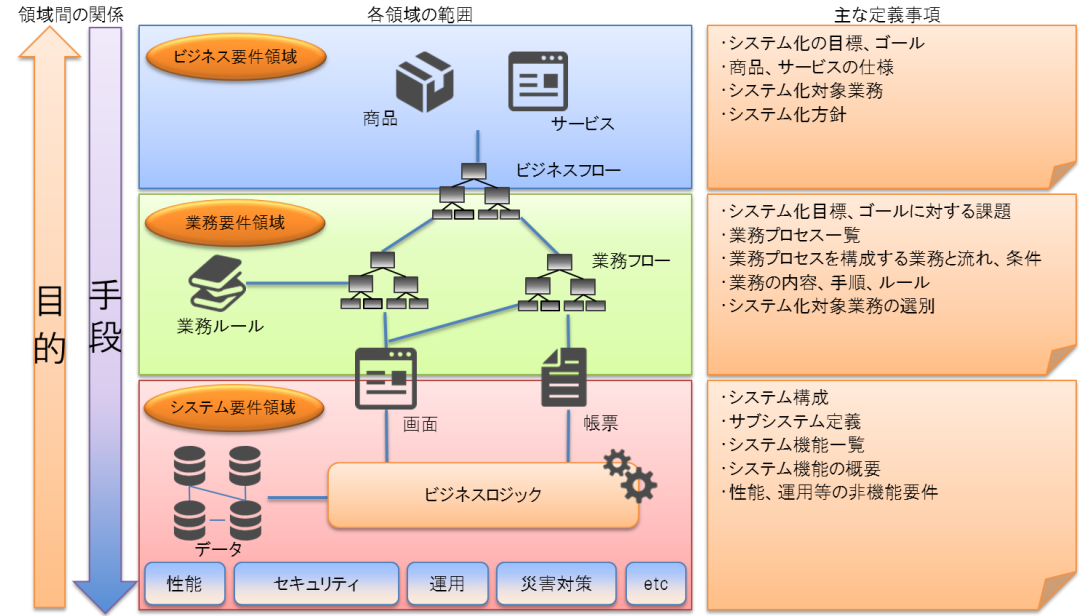 領域間の関係
各領域の範囲
主な定義事項
目的
手段
ビジネス要件領域
商品
サービス
ビジネスフロー
・システム化の目標、ゴール
・商品、サービスの仕様
・システム化対象業務
・システム化方針
業務要件領域
業務ルール
業務フロー
・システム化目標、ゴールに対する課題
・業務プロセス一覧
・業務プロセスを構成する業務と流れ、条件
・業務の内容、手順、ルール
・システム化対象業務の選別
システム要件領域
画面
帳票
データ
ビジネスロジック
性能
セキュリティ
運用
災害対策
etc
・システム構成
・サブシステム定義
・システム機能一覧
・システム機能の概要
・性能、運用等の非機能要件